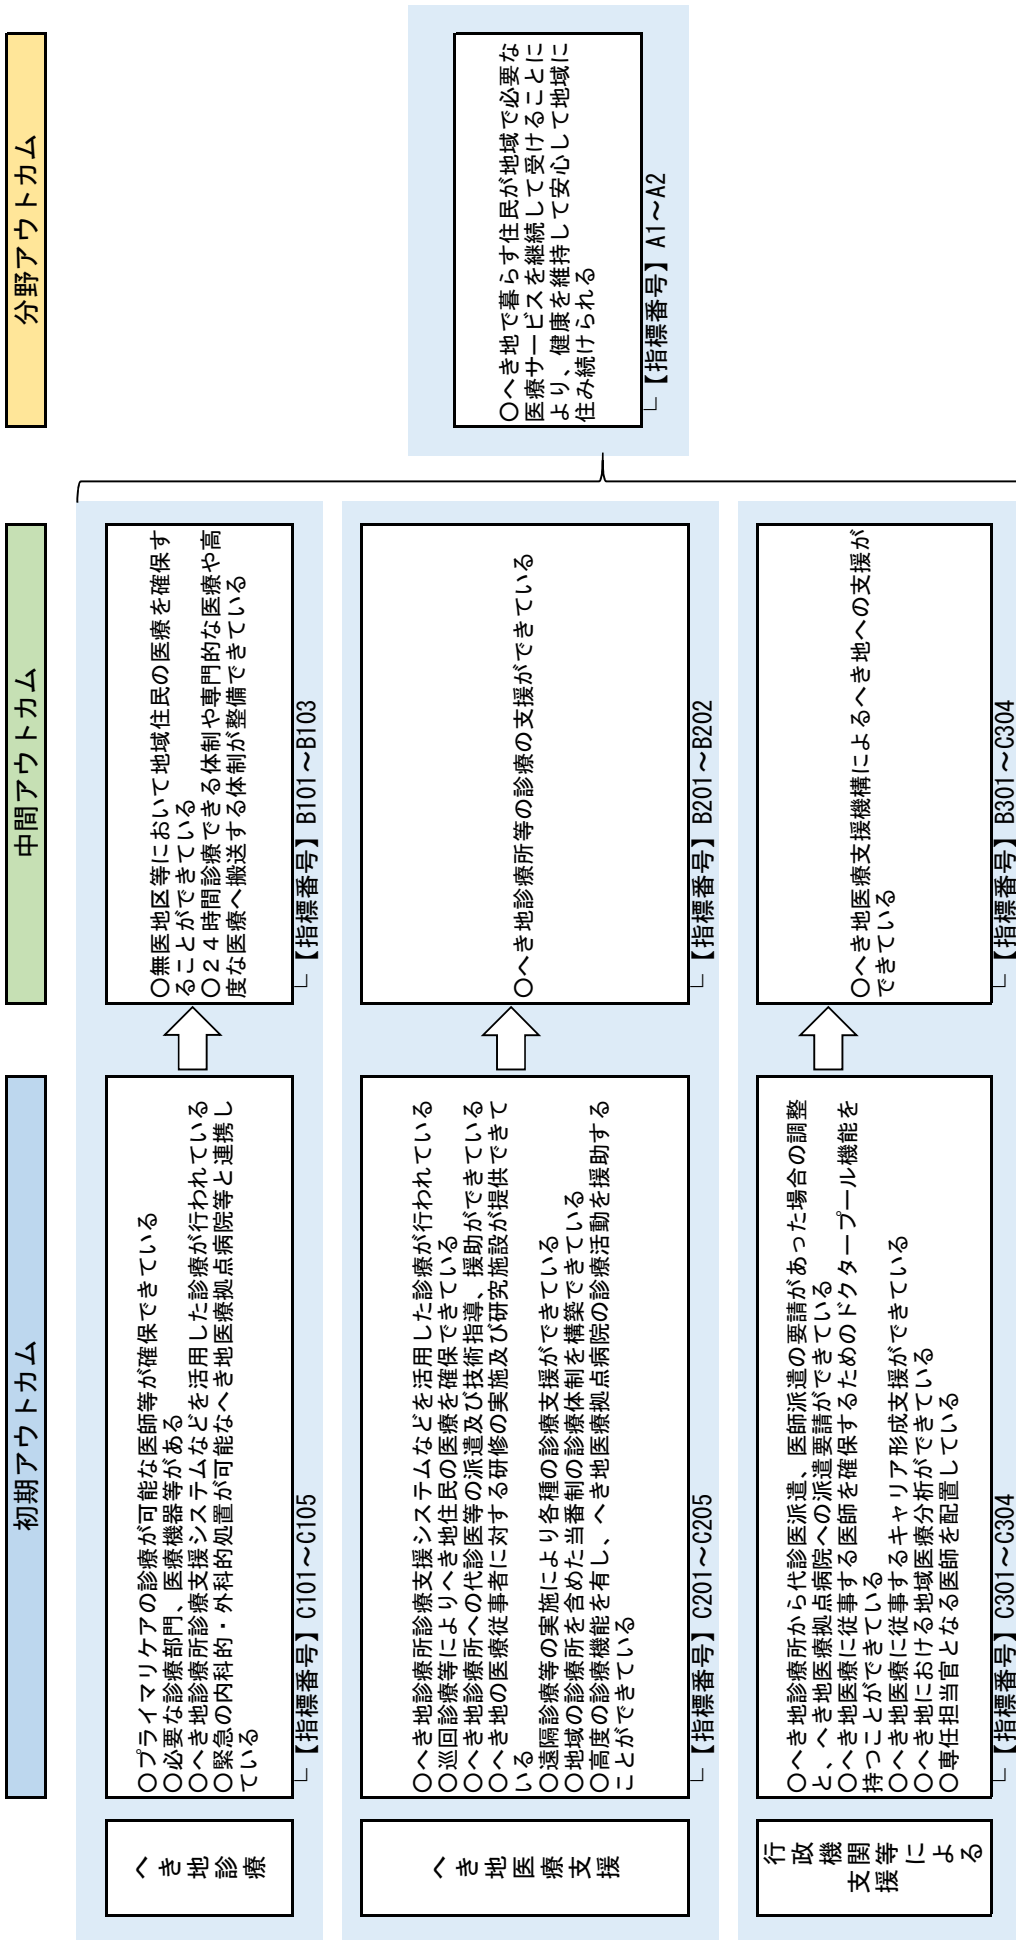 初期アウトカム
中間アウトカム
分野アウトカム
へき地診療
○プライマリケアの診療が可能な医師等が確保できている
○必要な診療部門、医療機器等がある
○へき地診療所診療支援システムなどを活用した診療が行われている
○緊急の内科的・外科的処置が可能なへき地医療拠点病院等と連携し
ている
【指標番号】C101~C105
○無医地区等において地域住民の医療を確保す
ることができている
○24時間診療できる体制や専門的な医療や高
度な医療へ搬送する体制が整備できている
【指標番号】B101~B103
へき地医療支援
○へき地診療所診療支援システムなどを活用した診療が行われている
○巡回診療等によりへき地住民の医療を確保できている
○へき地診療所への代診医等の派遣及び技術指導、援助ができている
○へき地の医療従事者に対する研修の実施及び研究施設が提供できて
いる
○遠隔診療等の実施により各種の診療支援ができている
○地域の診療所を含めた当番制の診療体制を構築できている
○高度の診療機能を有し、へき地医療拠点病院の診療活動を援助する
ことができている
【指標番号】C201~C205
○へき地診療所等の診療の支援ができている
【指標番号】B201~B202
行政機関等による
支援
○へき地診療所から代診医派遣、医師派遣の要請があった場合の調整
と、へき地医療拠点病院への派遣要請ができている
○へき地医療に従事する医師を確保するためのドクタープール機能を
持つことができている
○へき地医療に従事するキャリア形成支援ができている
○へき地における地域医療分析ができている
○専任担当官となる医師を配置している
【指標番号】C301~C304
○へき地医療支援機構によるへき地への支援が
できている
【指標番号】B301~C304
○へき地で暮らす住民が地域で必要な
医療サービスを継続して受けることに
より、健康を維持して安心して地域に
住み続けられる
【指標番号】A1~A2